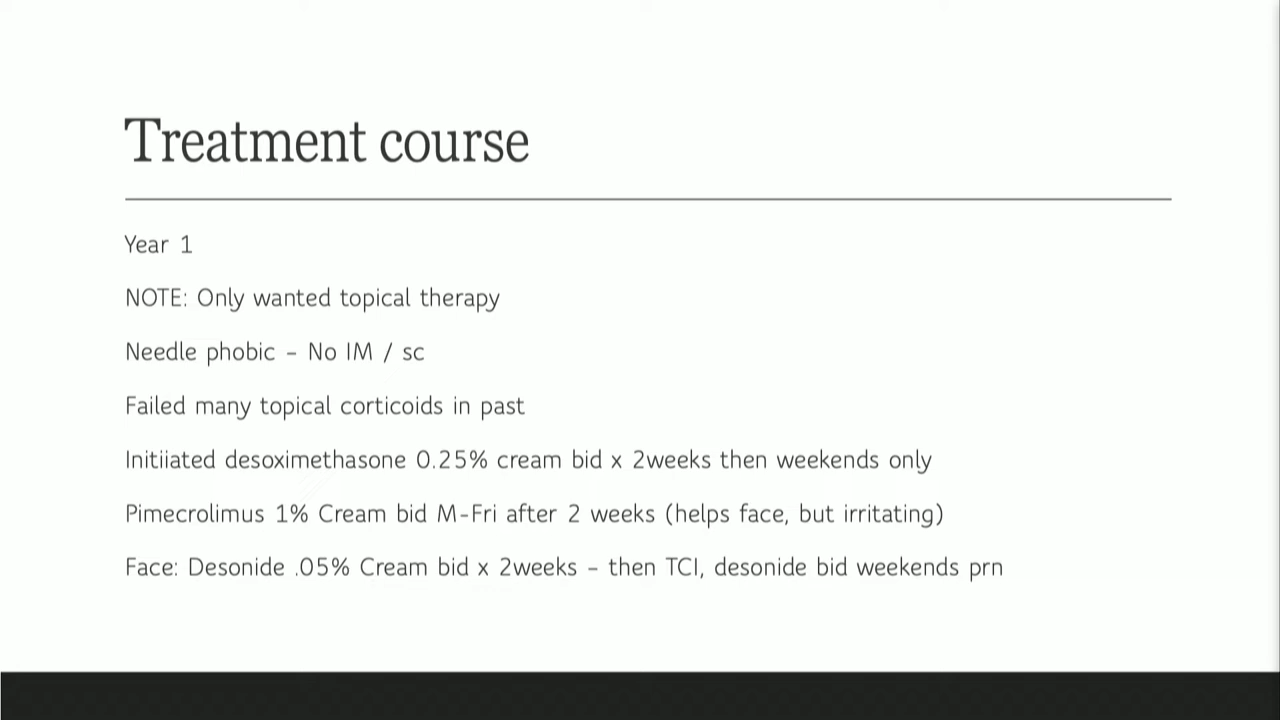 Treatment course
Year 1
NOTE: Only wanted topical therapy
Needle phobic – No IM / sc
Failed many topical corticoids in past
Initiiated desoximethasone 0.25% cream bid x 2weeks then weekends only
Pimecrolimus 1% Cream bid M-Fri after 2 weeks (helps face, but irritating)
Face: Desonide .05% Cream bid x 2weeks – then TCI, desonide bid weekends prn